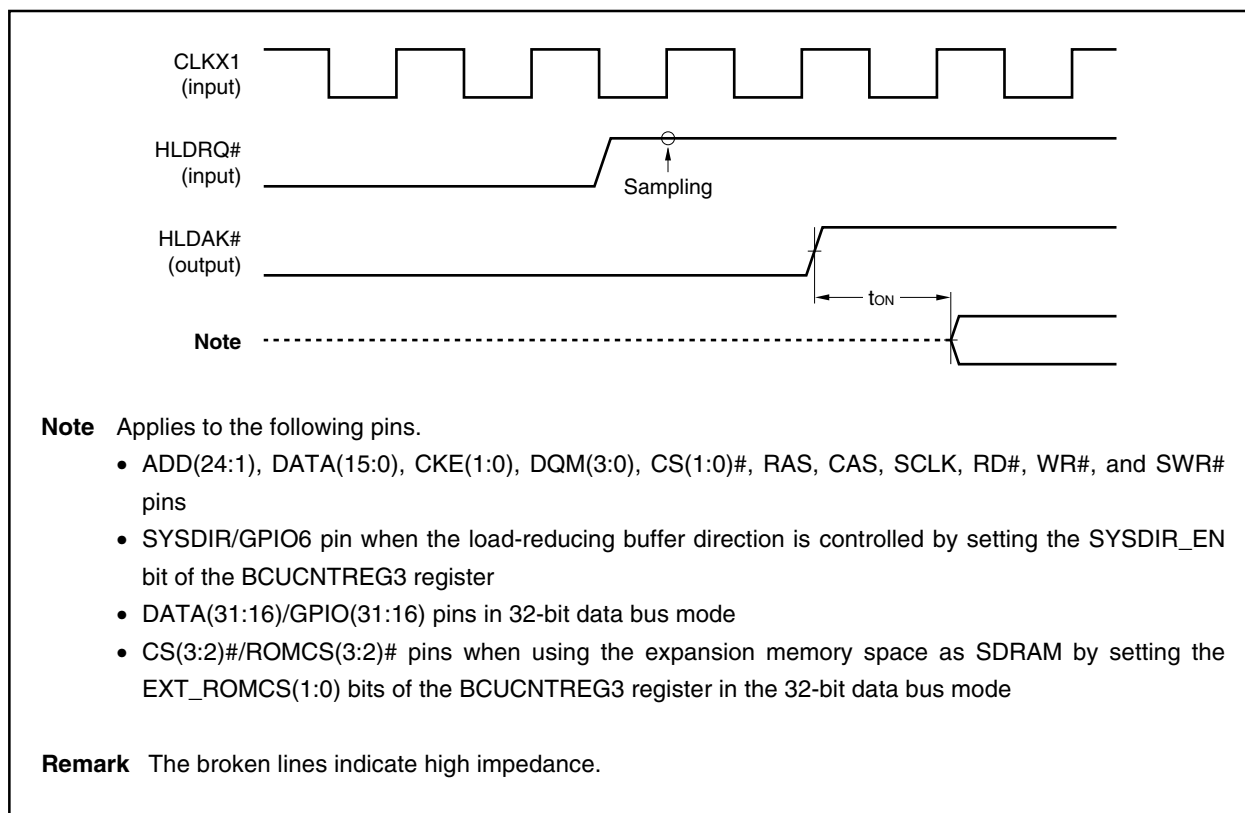 CLKX1
(input)
HLDRQ#
(input)
Sampling
HLDAK#
(output)
tON
Note
Note Applies to the following pins.
• ADD(24:1), DATA(15:0), CKE(1:0), DQM(3:0), CS(1:0)#, RAS, CAS, SCLK, RD#, WR#, and SWR#
pins
• SYSDIR/GPIO6 pin when the load-reducing buffer direction is controlled by setting the SYSDIR_EN
bit of the BCUCNTREG3 register
• DATA(31:16)/GPIO(31:16) pins in 32-bit data bus mode
• CS(3:2)#/ROMCS(3:2)# pins when using the expansion memory space as SDRAM by setting the
EXT_ROMCS(1:0) bits of the BCUCNTREG3 register in the 32-bit data bus mode
Remark The broken lines indicate high impedance.